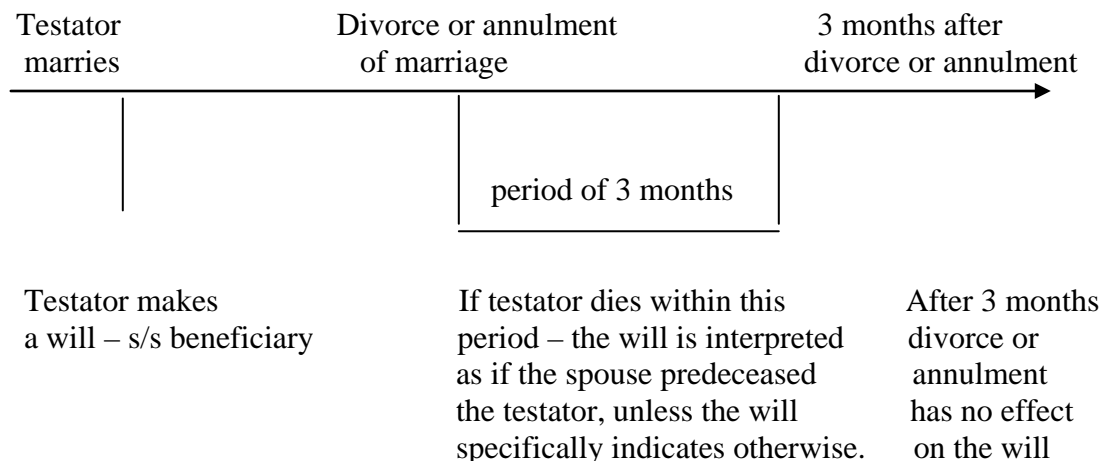 Testator
marries
Divorce or annulment
of marriage
3 months after
divorce or annulment
period of 3 months
Testator makes
a will – s/s beneficiary
If testator dies within this
period – the will is interpreted
as if the spouse predeceased
the testator, unless the will
specifically indicates otherwise.
After 3 months
divorce or
annulment
has no effect
on the will